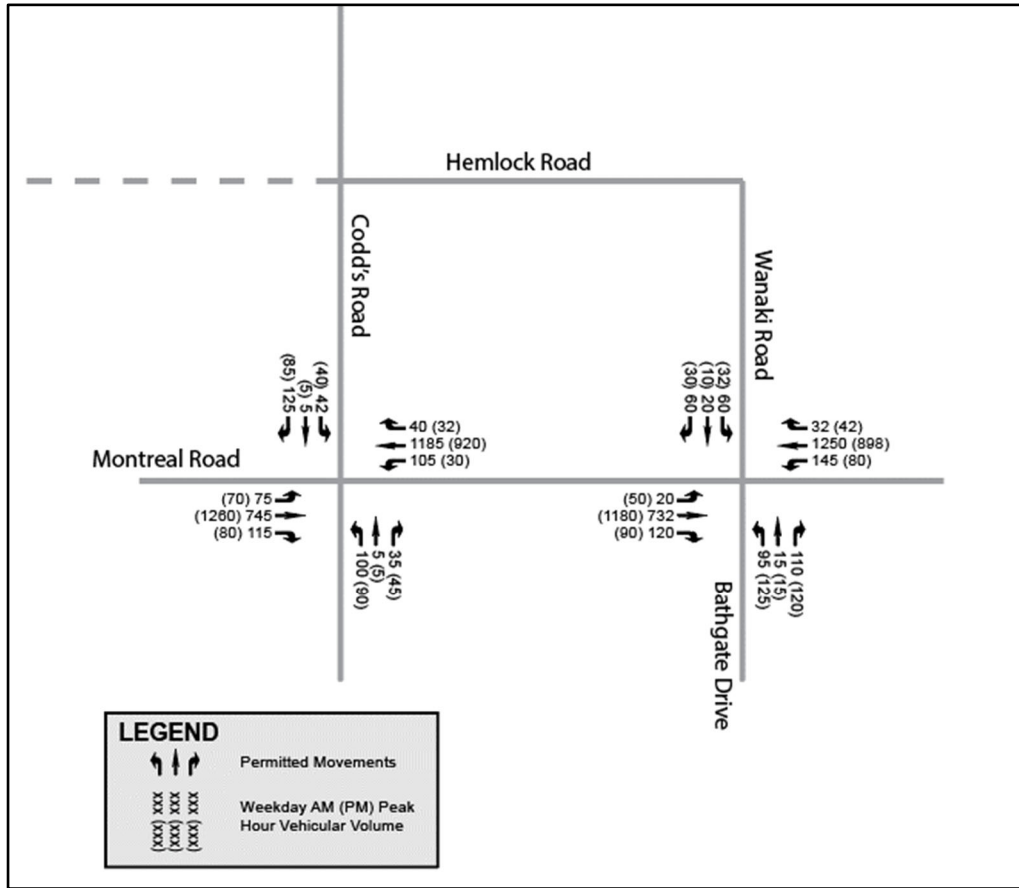 Hemlock Road
Codd's Road
Wanaki Road
(85) 125
(5) 5
(40) 42
40 (32)
1185 (920)
105 (30)
(30) 60
(10) 20
(32) 60
32 (42)
1250 (898)
145 (80)
Montreal Road
(70) 75
(1260) 745
(80) 115
100 (90)
5 (5)
35 (45)
(50) 20
(1180) 732
(90) 120
95 (125)
15 (15)
110 (120)
Bathgate Drive
LEGEND
Permitted Movements
xxx (xxx)
xxx (xxx)
xxx (xxx)
Weekday AM (PM) Peak
Hour Vehicular Volume